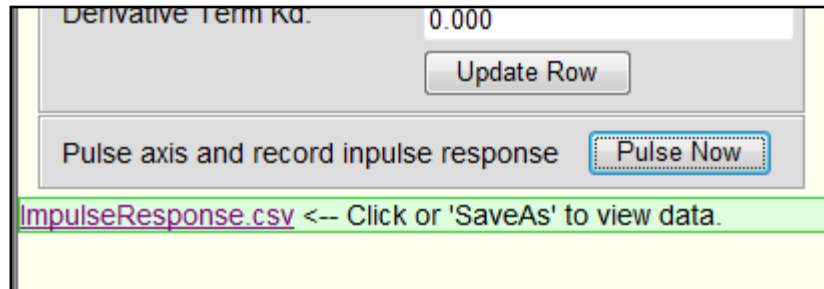 Derivative Term Kd:
0.000
Update Row
Pulse axis and record inpulse response
Pulse Now
ImpulseResponse.csv <-- Click or 'SaveAs' to view data.